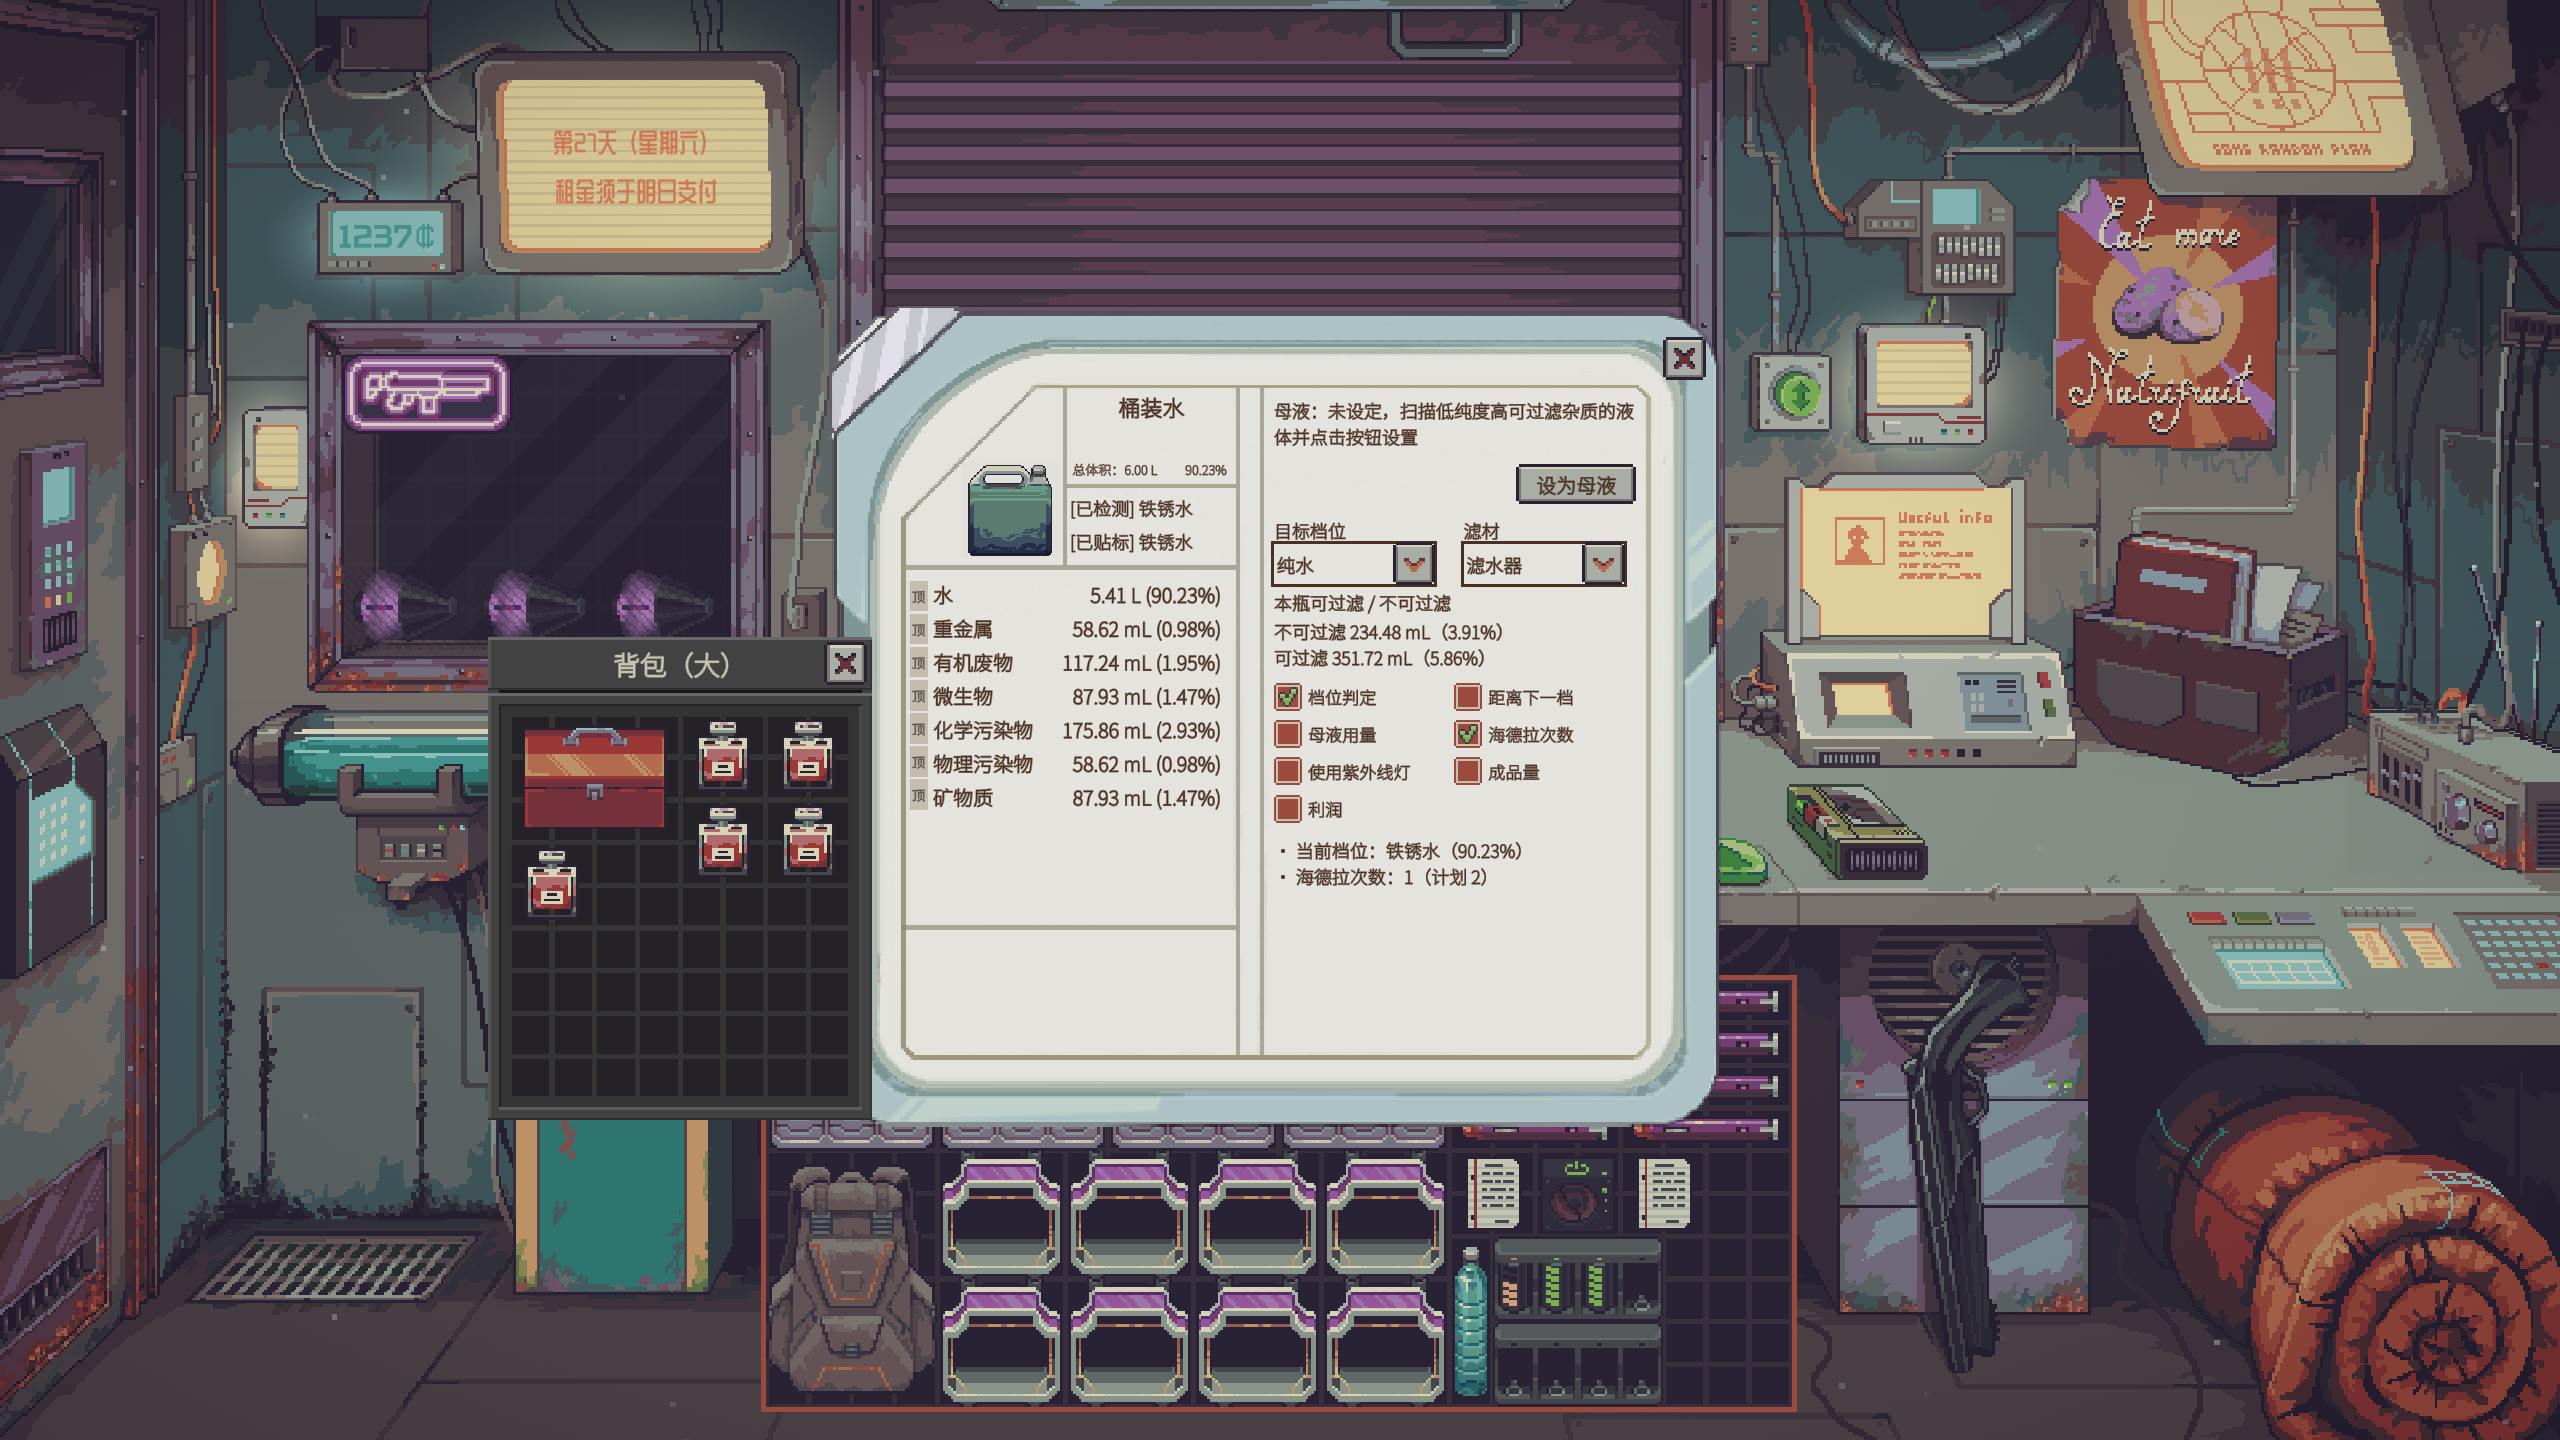 第27天（星期六）
租金须于明日支付
1237₵
SOME RANDOM PLAN
Eat more
Nutrifruit
Useful info
桶装水
总体积：6.00 L 90.23%
[已检测] 铁锈水
[已贴标] 铁锈水
顶 水 5.41 L (90.23%)
顶 重金属 58.62 mL (0.98%)
顶 有机废物 117.24 mL (1.95%)
顶 微生物 87.93 mL (1.47%)
顶 化学污染物 175.86 mL (2.93%)
顶 物理污染物 58.62 mL (0.98%)
顶 矿物质 87.93 mL (1.47%)
母液：未设定，扫描低纯度高可过滤杂质的液
体并点击按钮设置
设为母液
目标档位 滤材
纯水 滤水器
本瓶可过滤 / 不可过滤
不可过滤 234.48 mL（3.91%）
可过滤 351.72 mL（5.86%）
档位判定 距离下一档
母液用量 海德拉次数
使用紫外线灯 成品量
利润
· 当前档位：铁锈水（90.23%）
· 海德拉次数：1（计划 2）
背包（大）